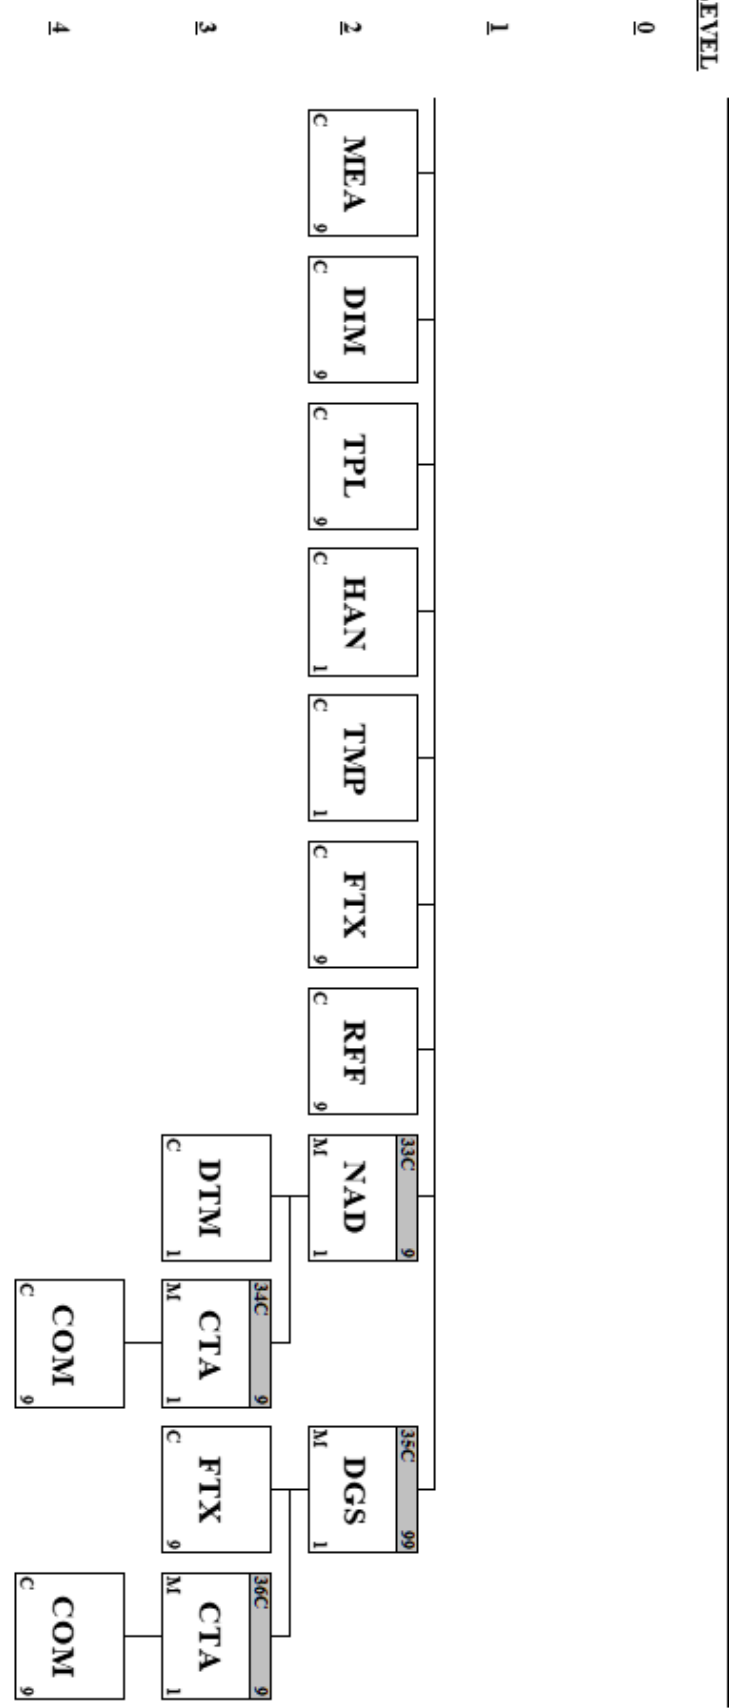 EVEL
0
1
33C 9 35C 99
2 MEA DIM TPL HAN TMP FTX RFF NAD DGS
C 9 C 9 C 9 C 1 C 1 C 9 C 9 M 1 M 1
34C 9 36C 9
3 DTM CTA FTX CTA
C 1 M 1 C 9 M 1
4 COM COM
C 9 C 9